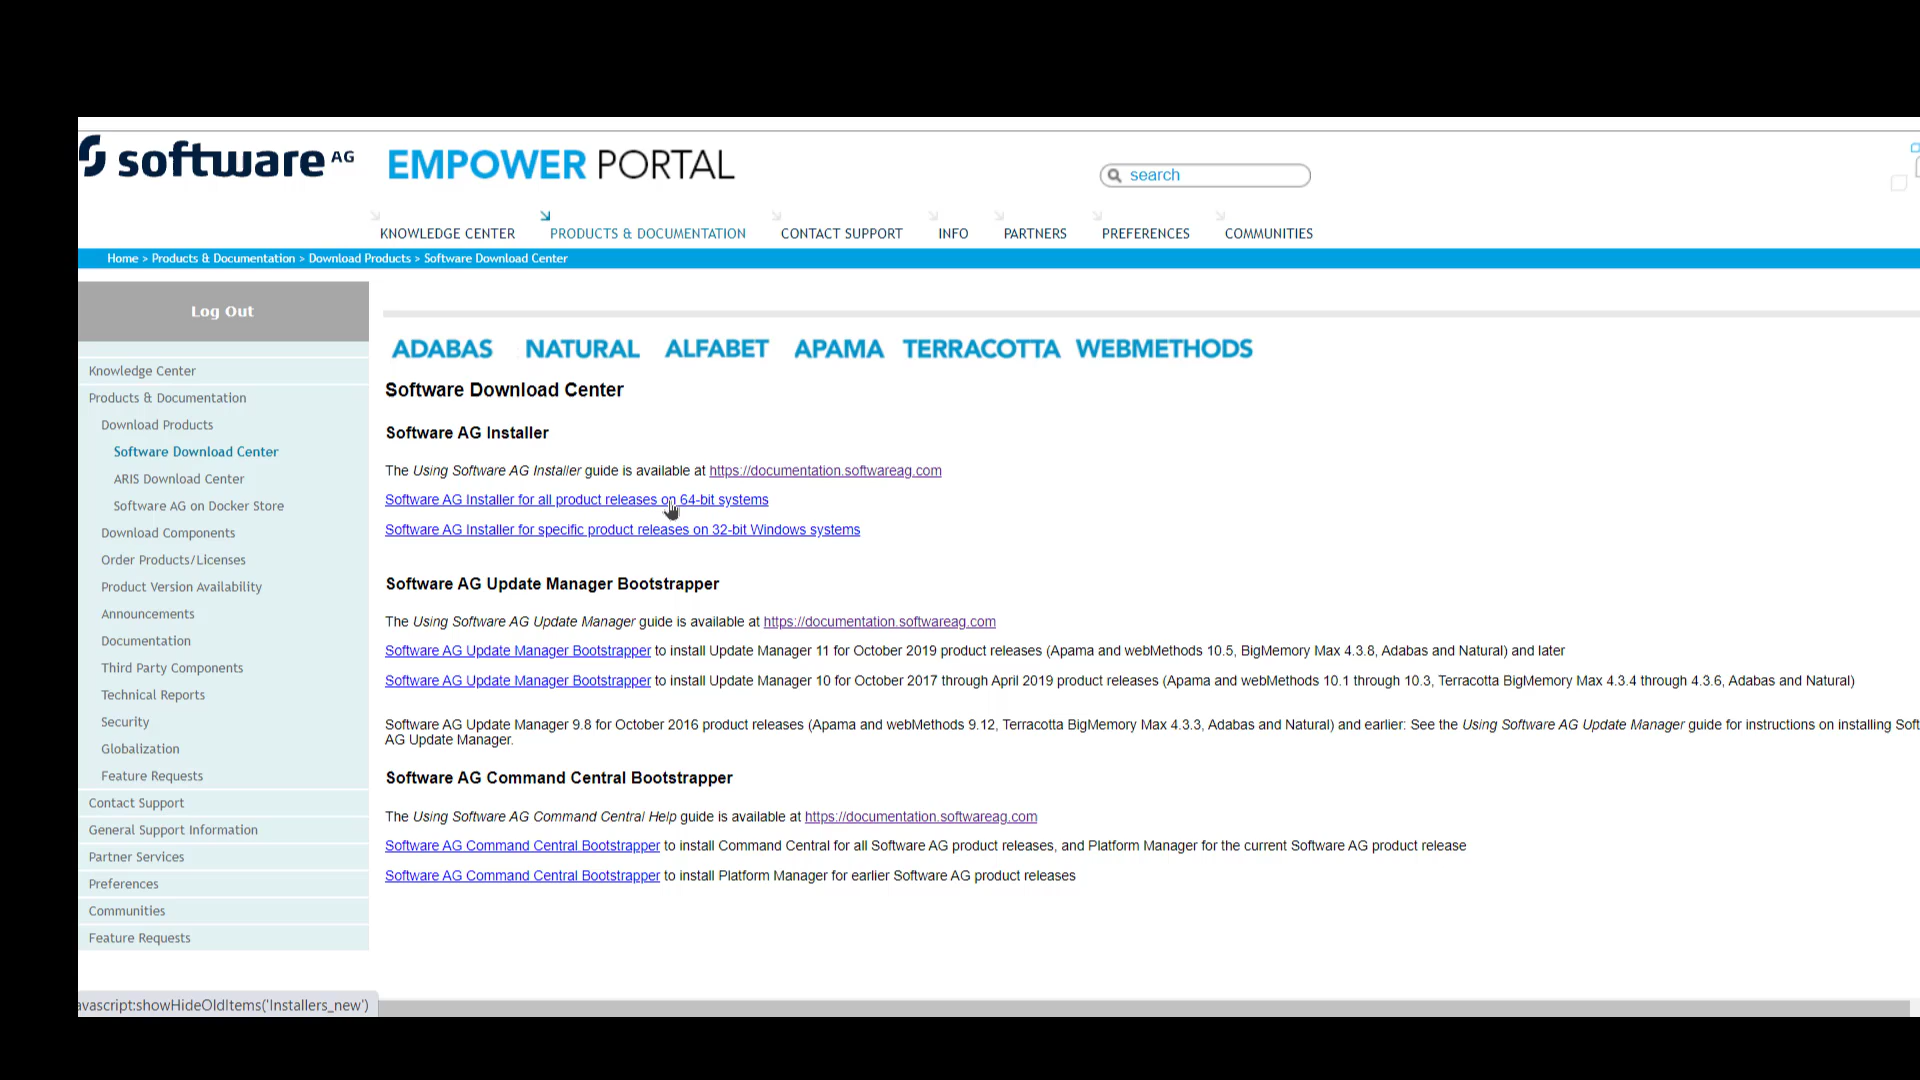 software AG
EMPOWER PORTAL
search
KNOWLEDGE CENTER
PRODUCTS & DOCUMENTATION
CONTACT SUPPORT
INFO
PARTNERS
PREFERENCES
COMMUNITIES
Home > Products & Documentation > Download Products > Software Download Center
Log Out
Knowledge Center
Products & Documentation
Download Products
Software Download Center
ARIS Download Center
Software AG on Docker Store
Download Components
Order Products/Licenses
Product Version Availability
Announcements
Documentation
Third Party Components
Technical Reports
Security
Globalization
Feature Requests
Contact Support
General Support Information
Partner Services
Preferences
Communities
Feature Requests
ADABAS NATURAL ALFABET APAMA TERRACOTTA WEBMETHODS
Software Download Center
Software AG Installer
The Using Software AG Installer guide is available at https://documentation.softwareag.com
Software AG Installer for all product releases on 64-bit systems
Software AG Installer for specific product releases on 32-bit Windows systems
Software AG Update Manager Bootstrapper
The Using Software AG Update Manager guide is available at https://documentation.softwareag.com
Software AG Update Manager Bootstrapper to install Update Manager 11 for October 2019 product releases (Apama and webMethods 10.5, BigMemory Max 4.3.8, Adabas and Natural) and later
Software AG Update Manager Bootstrapper to install Update Manager 10 for October 2017 through April 2019 product releases (Apama and webMethods 10.1 through 10.3, Terracotta BigMemory Max 4.3.4 through 4.3.6, Adabas and Natural)
Software AG Update Manager 9.8 for October 2016 product releases (Apama and webMethods 9.12, Terracotta BigMemory Max 4.3.3, Adabas and Natural) and earlier: See the Using Software AG Update Manager guide for instructions on installing Soft
AG Update Manager.
Software AG Command Central Bootstrapper
The Using Software AG Command Central Help guide is available at https://documentation.softwareag.com
Software AG Command Central Bootstrapper to install Command Central for all Software AG product releases, and Platform Manager for the current Software AG product release
Software AG Command Central Bootstrapper to install Platform Manager for earlier Software AG product releases
avascript:showHideOldItems('Installers_new')